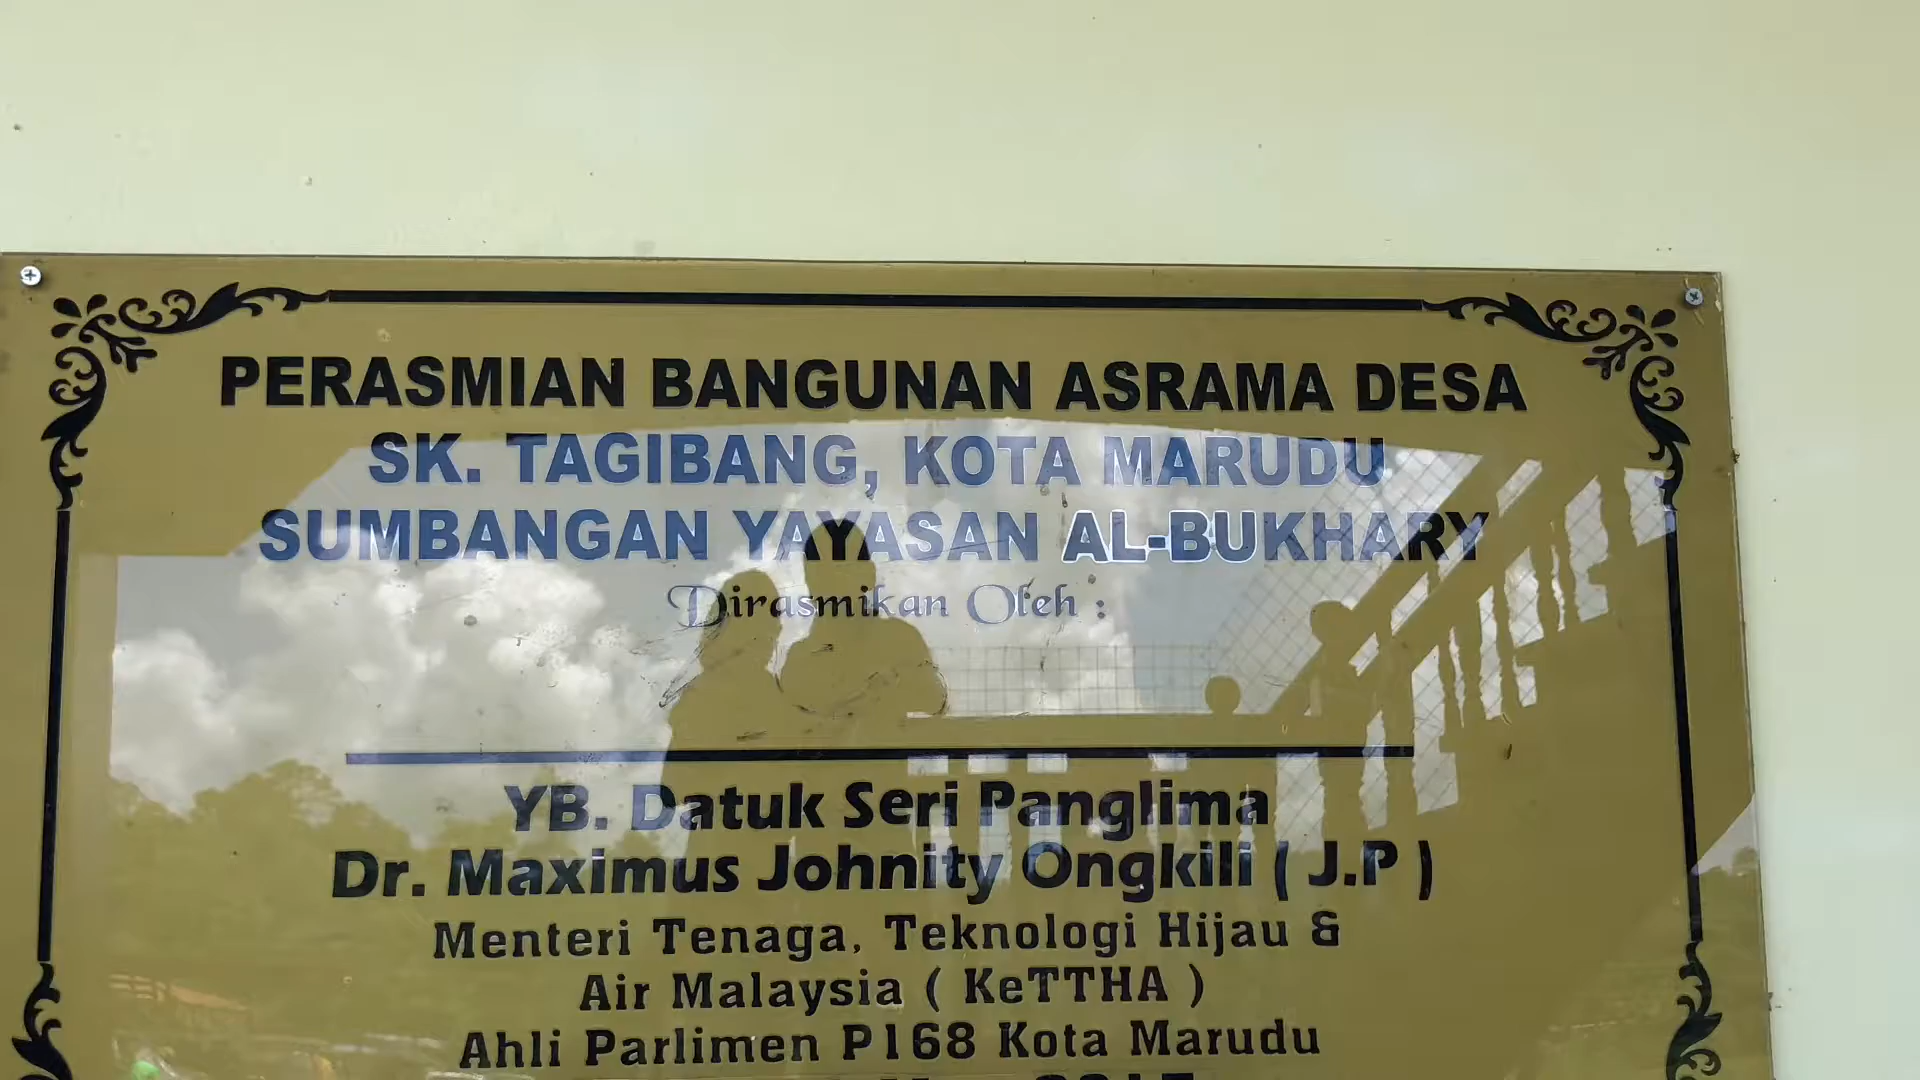 PERASMIAN BANGUNAN ASRAMA DESA
SK. TAGIBANG, KOTA MARUDU
SUMBANGAN YAYASAN AL-BUKHARY
Dirasmikan Oleh :
YB. Datuk Seri Panglima
Dr. Maximus Johnity Ongkili ( J.P )
Menteri Tenaga, Teknologi Hijau &
Air Malaysia ( KeTTHA )
Ahli Parlimen P168 Kota Marudu